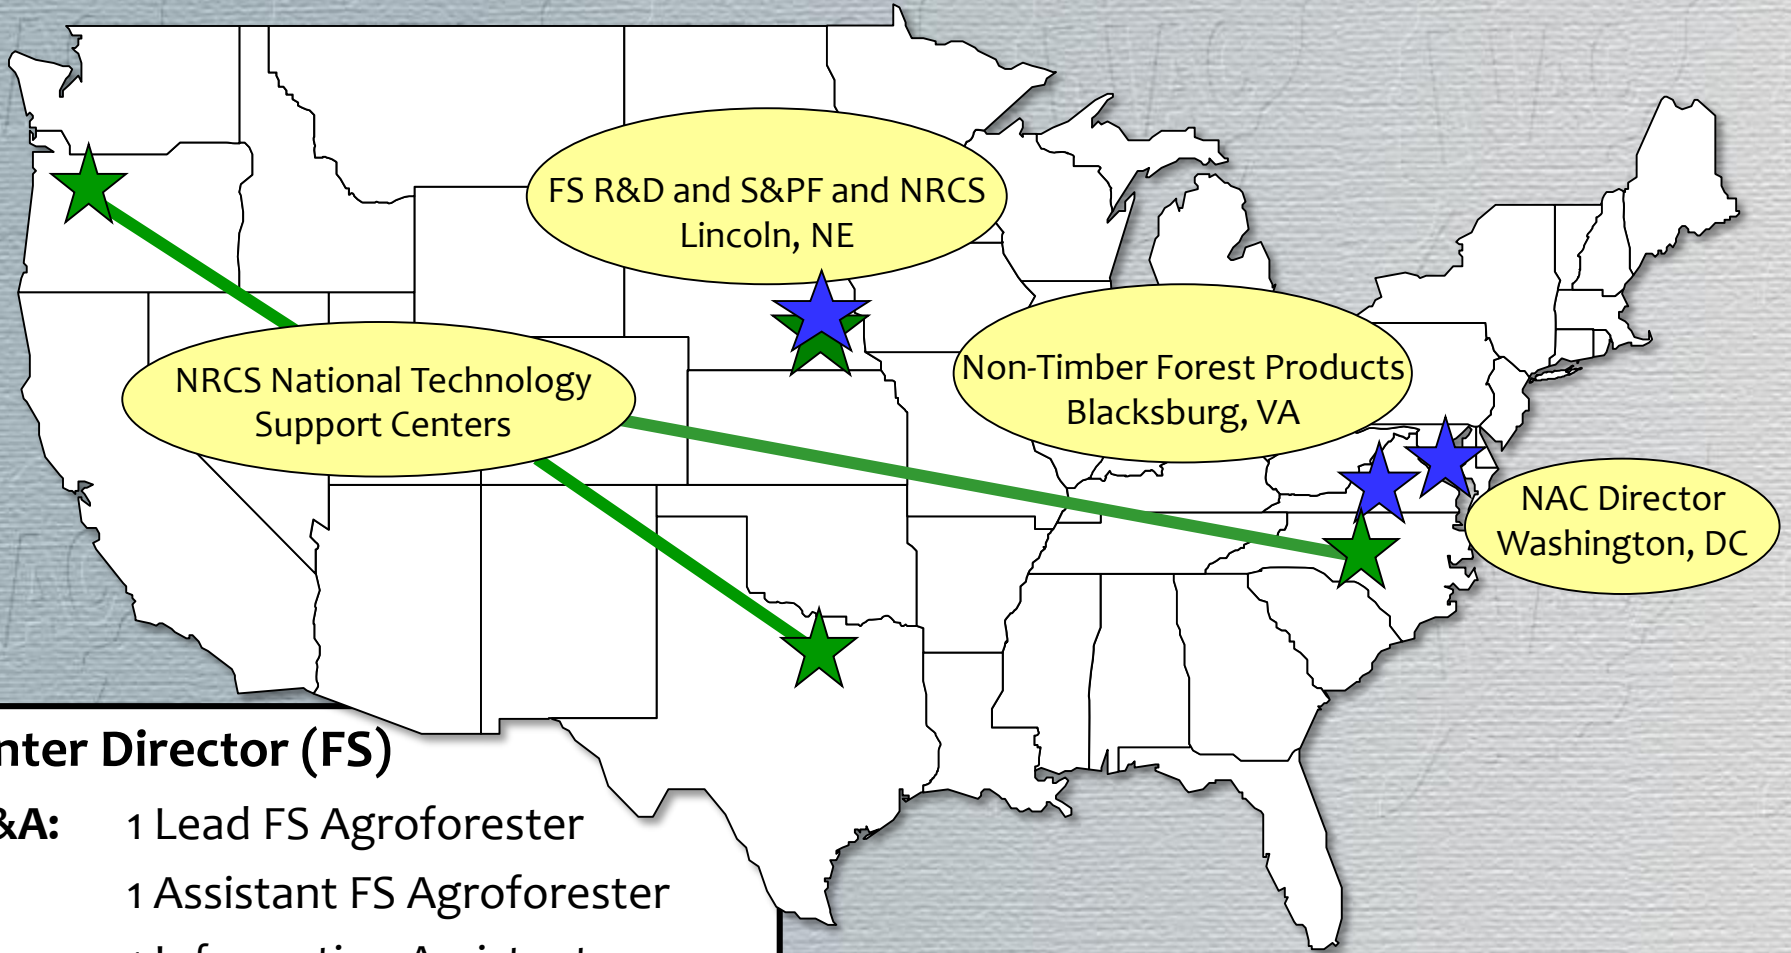 FS R&D and S&PF and NRCS
Lincoln, NE
NRCS National Technology
Support Centers
Non-Timber Forest Products
Blacksburg, VA
NAC Director
Washington, DC
nter Director (FS)
&A: 1 Lead FS Agroforester
1 Assistant FS Agroforester